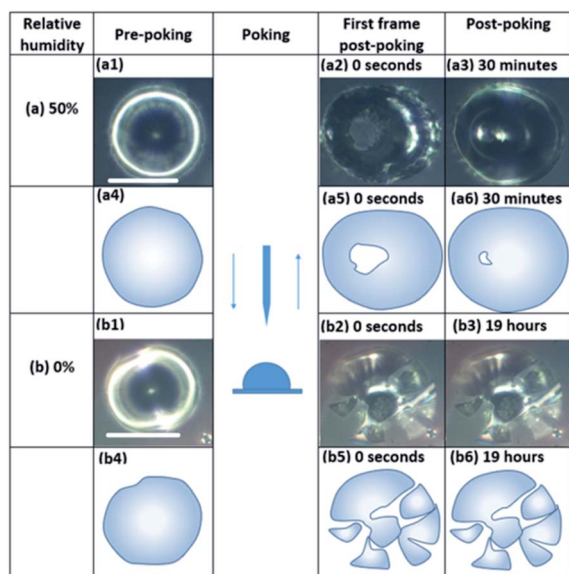 Relative humidity
Pre-poking
Poking
First frame post-poking
Post-poking
(a) 50%
(a1)
(a2) 0 seconds
(a3) 30 minutes
(a4)
(a5) 0 seconds
(a6) 30 minutes
(b) 0%
(b1)
(b2) 0 seconds
(b3) 19 hours
(b4)
(b5) 0 seconds
(b6) 19 hours